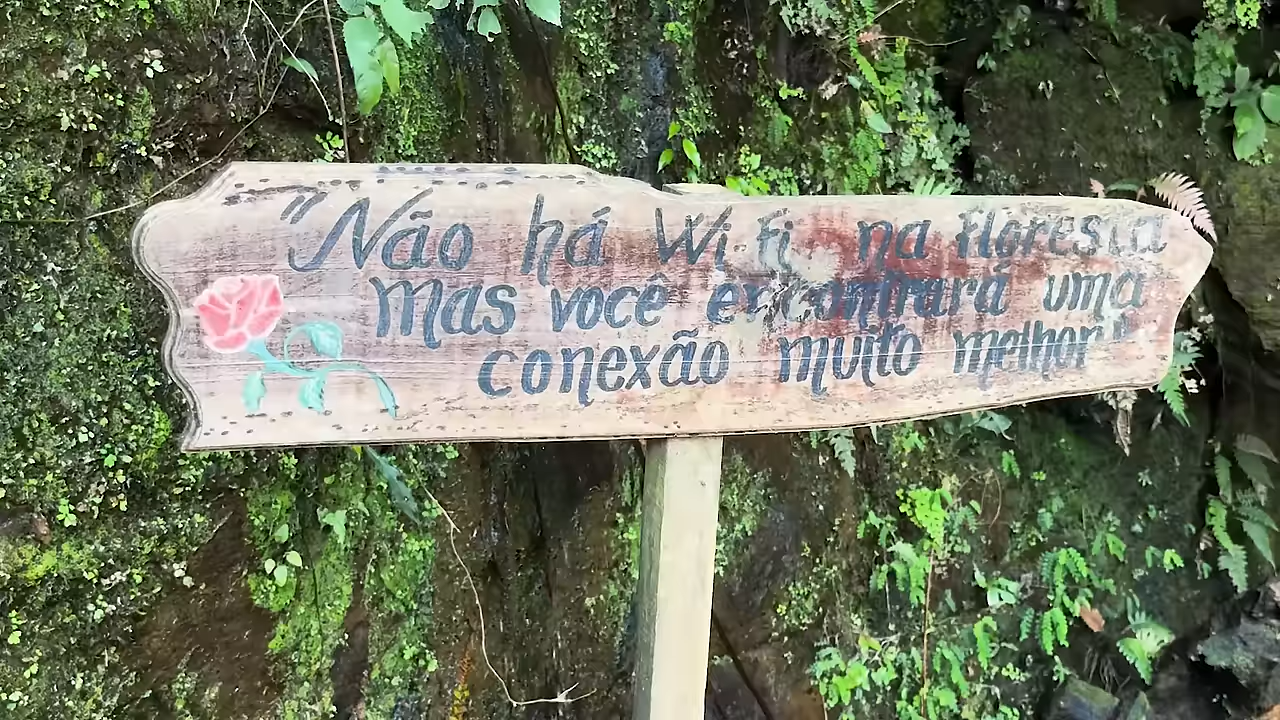 "Não há Wi Fi na floresta
mas você encontrará uma
conexão muito melhor"